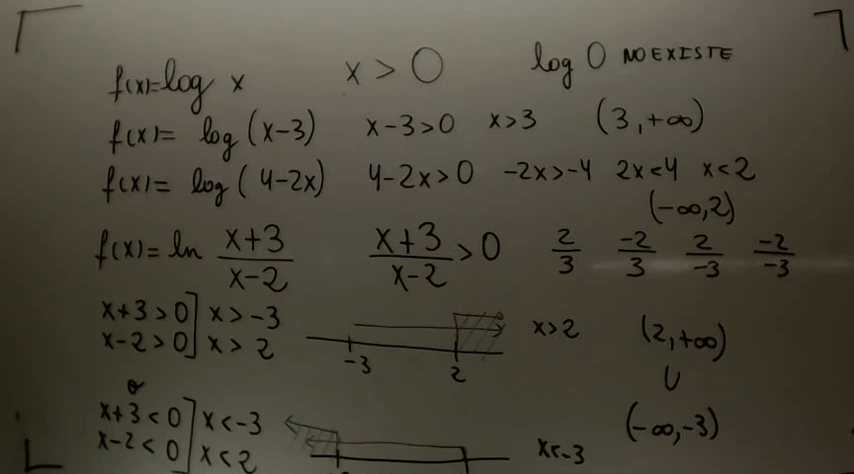 f(x)=log x x > 0 log 0 NO EXISTE
f(x)= log (x-3) x-3>0 x>3 (3,+∞)
f(x)= log (4-2x) 4-2x>0 -2x>-4 2x<4 x<2
(-∞,2)
f(x)= ln (x+3)/(x-2) (x+3)/(x-2) > 0 2/3 -2/3 2/-3 -2/-3
x+3>0] x>-3
x-2>0] x>2 x>2 (2,+∞)
-3 2 U
x+3<0] x<-3 (-∞,-3)
x-2<0] x<2 x<-3